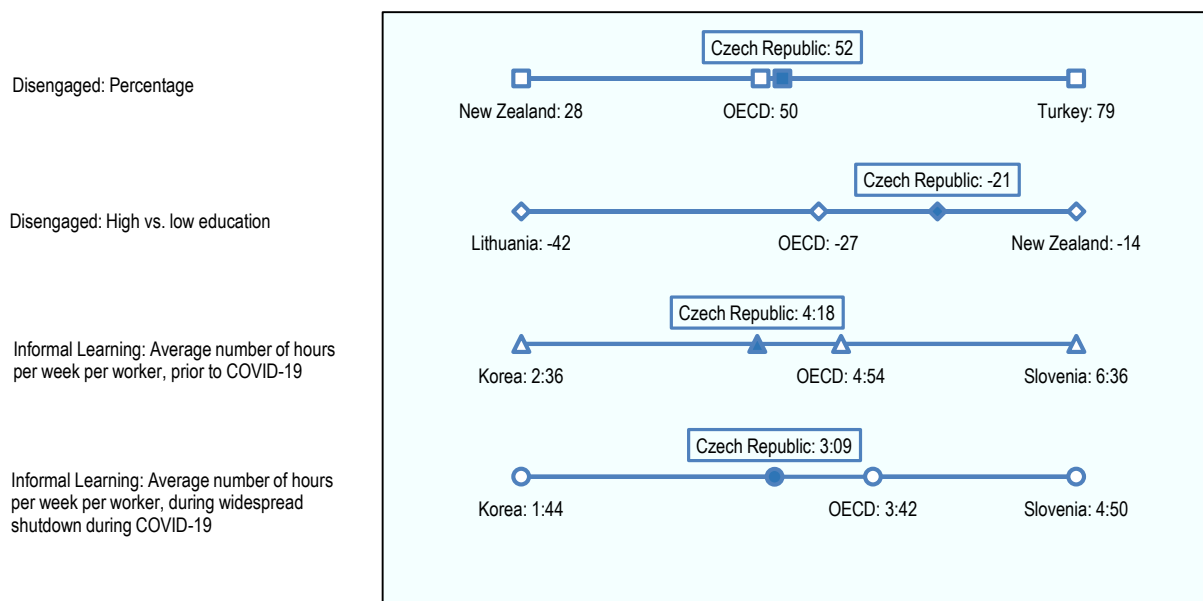 Czech Republic: 52
Disengaged: Percentage
New Zealand: 28
OECD: 50
Turkey: 79
Czech Republic: -21
Disengaged: High vs. low education
Lithuania: -42
OECD: -27
New Zealand: -14
Czech Republic: 4:18
Informal Learning: Average number of hours
per week per worker, prior to COVID-19
Korea: 2:36
OECD: 4:54
Slovenia: 6:36
Czech Republic: 3:09
Informal Learning: Average number of hours
per week per worker, during widespread
shutdown during COVID-19
Korea: 1:44
OECD: 3:42
Slovenia: 4:50